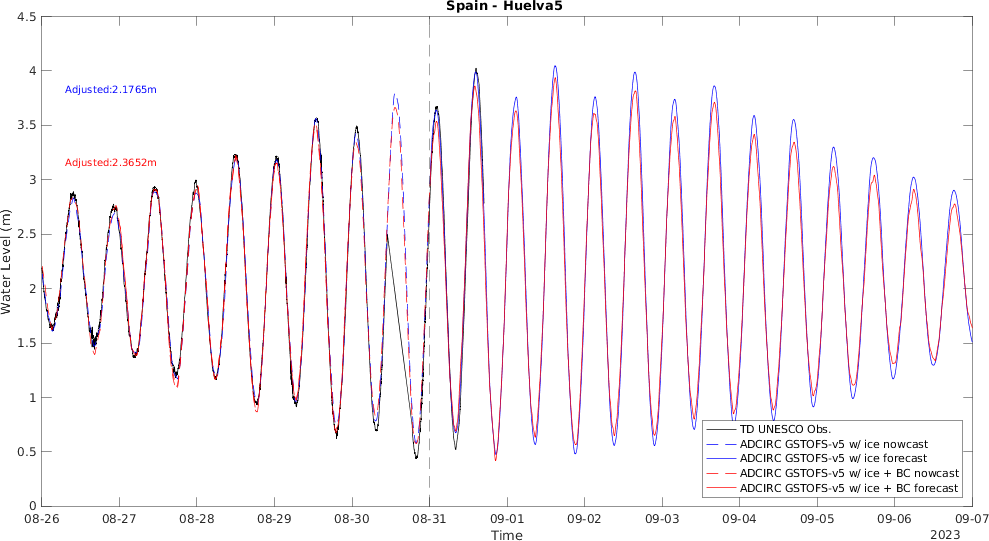 Spain - Huelva5
4.5
4
3.5
3
2.5
2
1.5
1
0.5
0
Water Level (m)
Adjusted:2.1765m
Adjusted:2.3652m
TD UNESCO Obs.
ADCIRC GSTOFS-v5 w/ ice nowcast
ADCIRC GSTOFS-v5 w/ ice forecast
ADCIRC GSTOFS-v5 w/ ice + BC nowcast
ADCIRC GSTOFS-v5 w/ ice + BC forecast
08-26 08-27 08-28 08-29 08-30 08-31 09-01 09-02 09-03 09-04 09-05 09-06 09-07
Time
2023